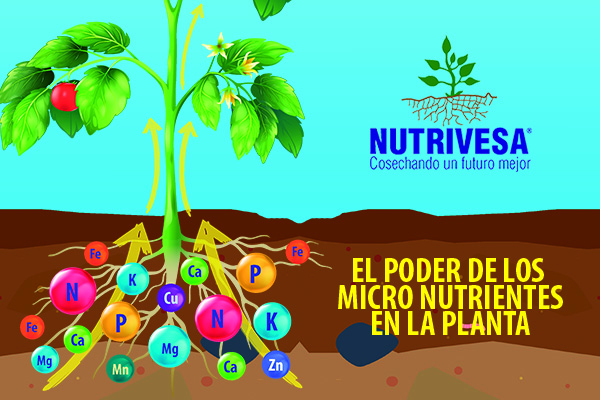 NUTRIVESA®
Cosechando un futuro mejor
EL PODER DE LOS
MICRO NUTRIENTES
EN LA PLANTA
Fe
Fe
K
Ca
P
N
Cu
P
N
K
Fe
Ca
Mg
Mg
Mn
Ca
Zn